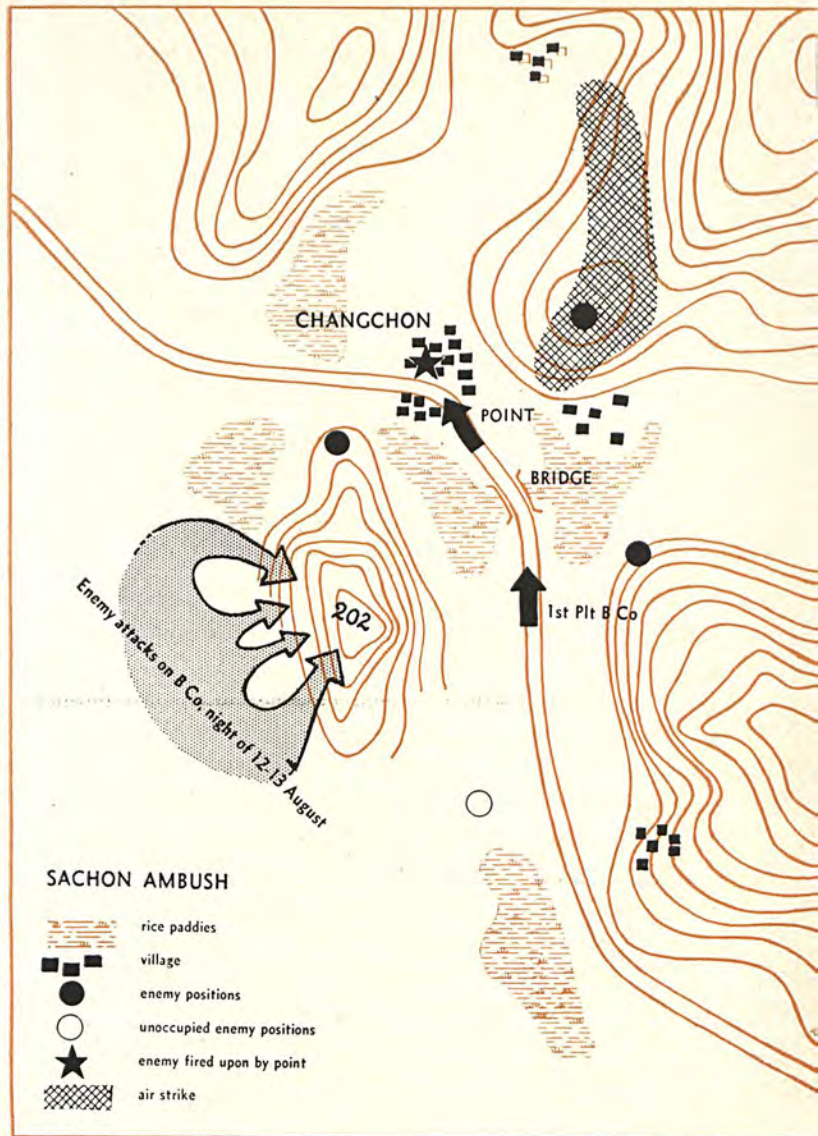 CHANGCHON
POINT
BRIDGE
1st Plt B Co
202
Enemy attacks on B Co, night of 12-13 August
SACHON AMBUSH
rice paddies
village
enemy positions
unoccupied enemy positions
enemy fired upon by point
air strike